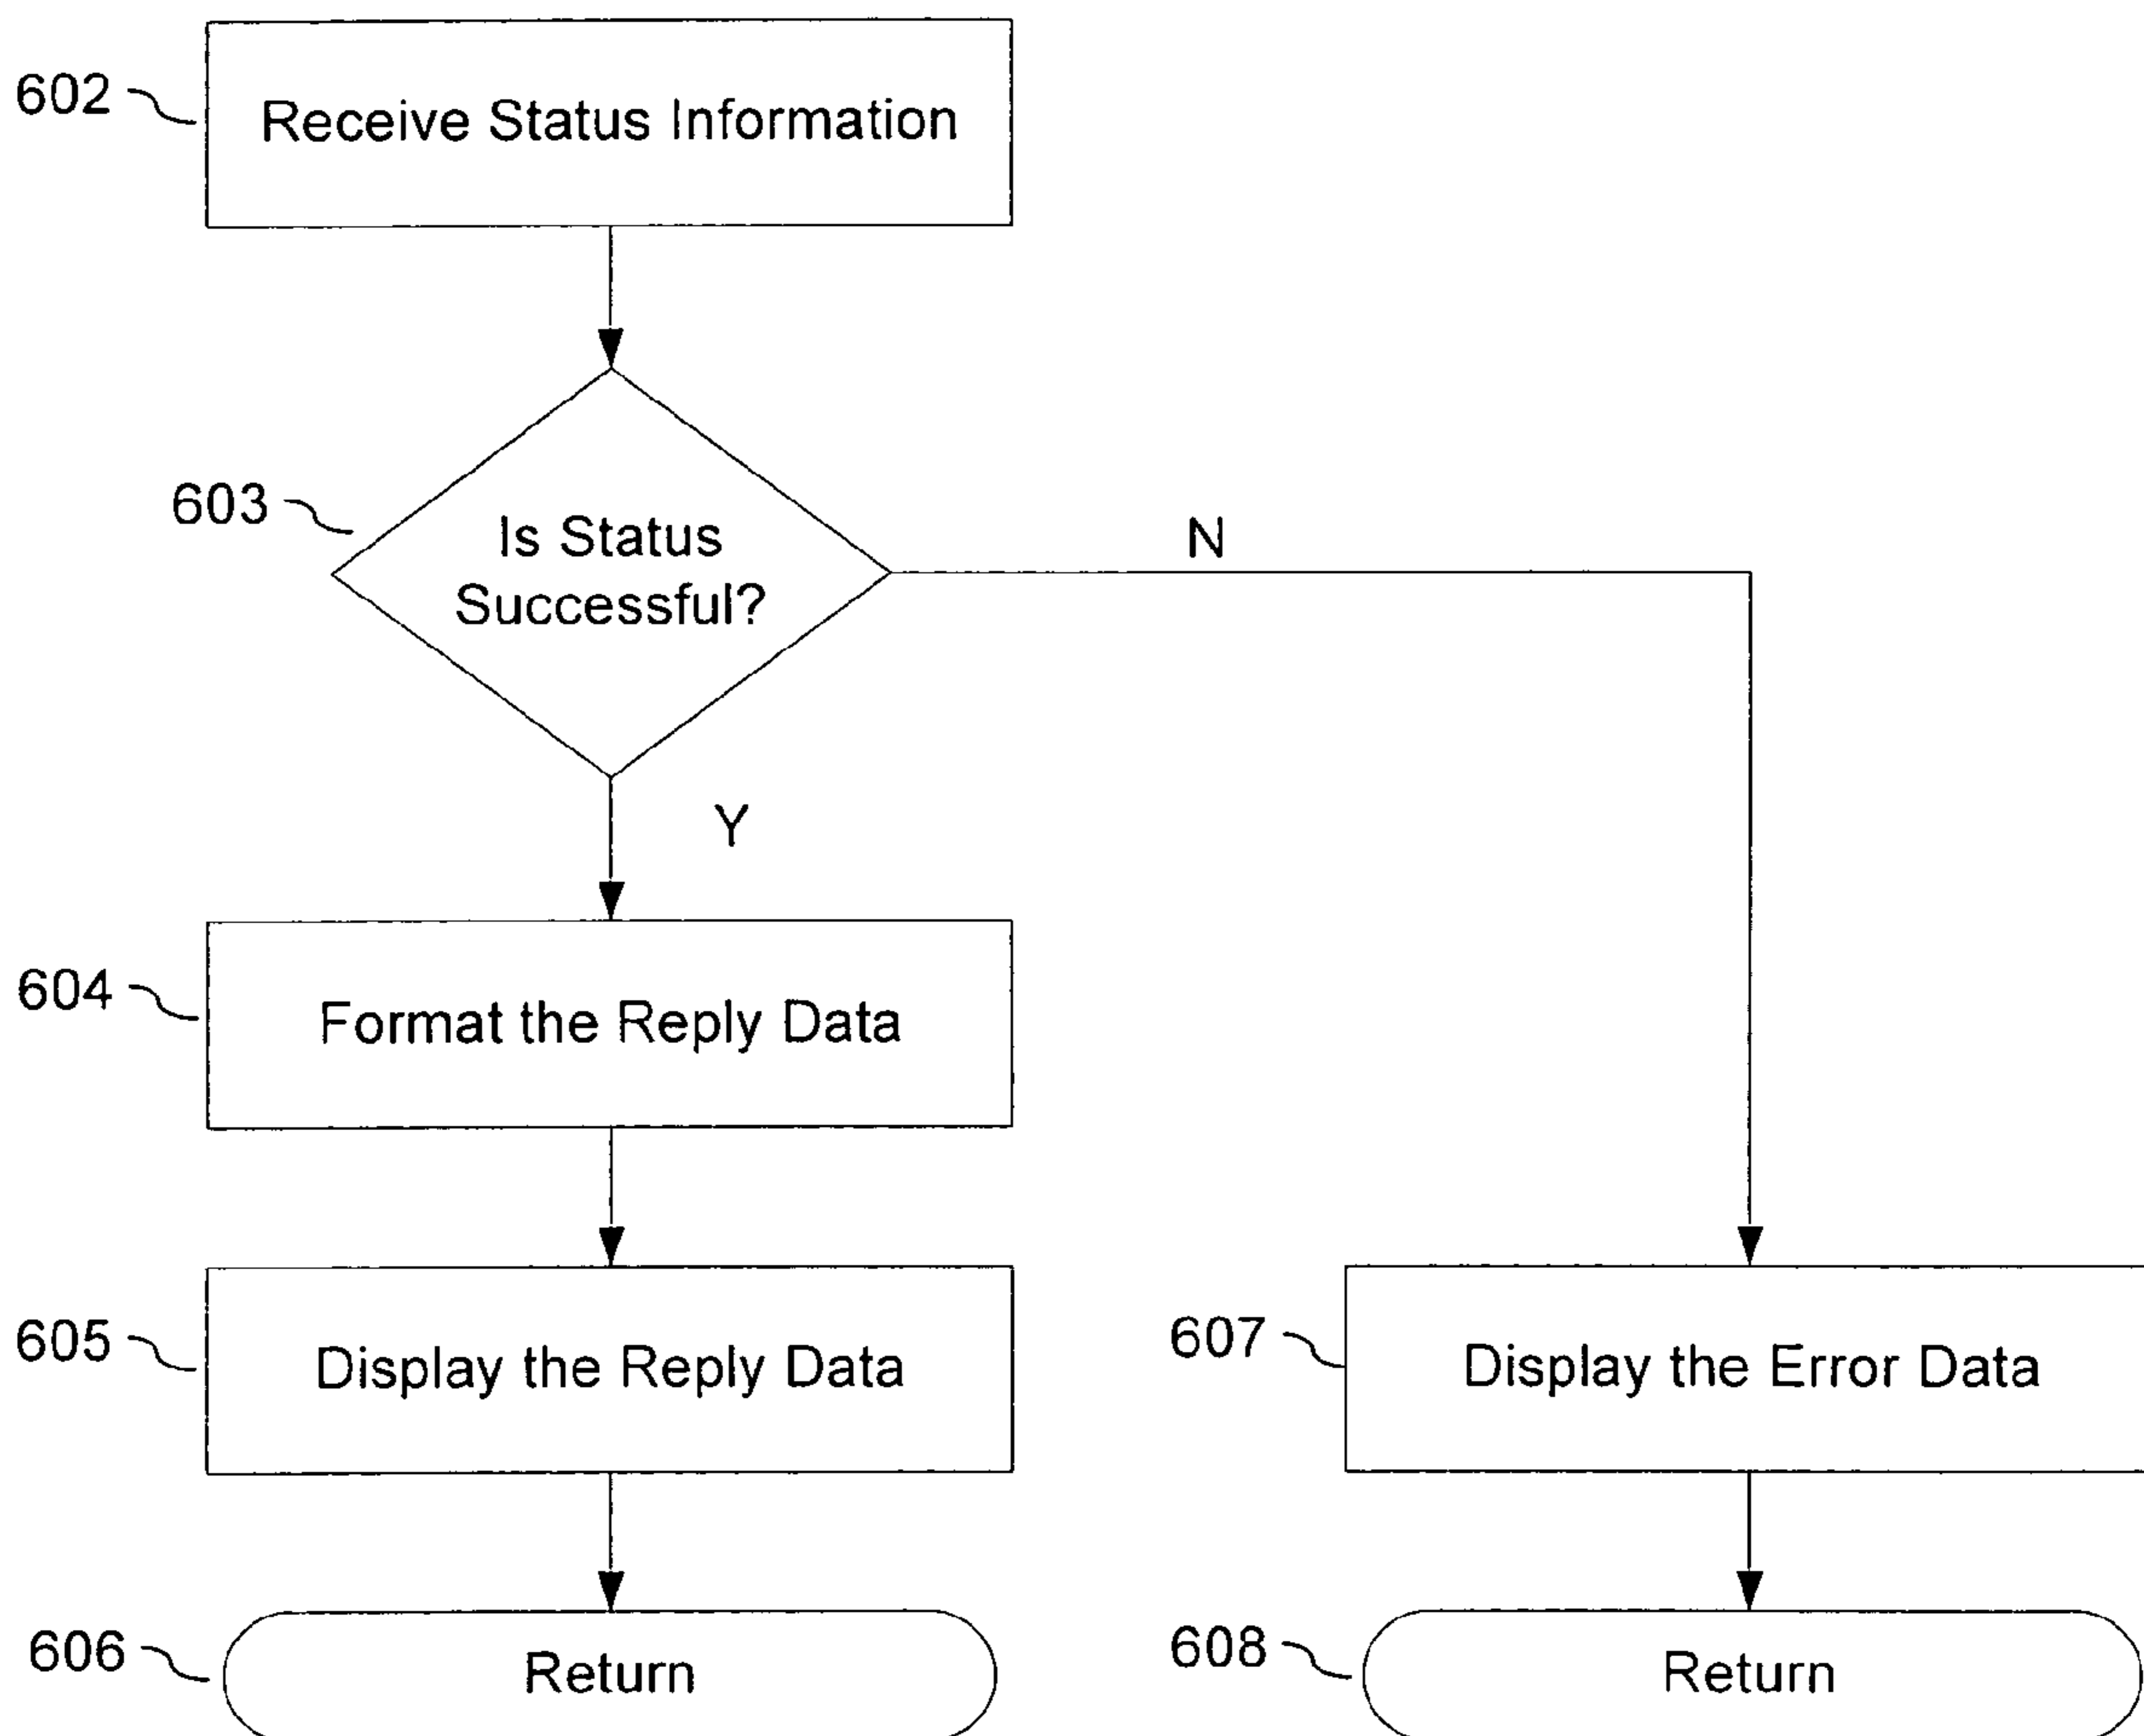 602
Receive Status Information
603
Is Status
Successful?
N
Y
604
Format the Reply Data
605
Display the Reply Data
607
Display the Error Data
606
Return
608
Return